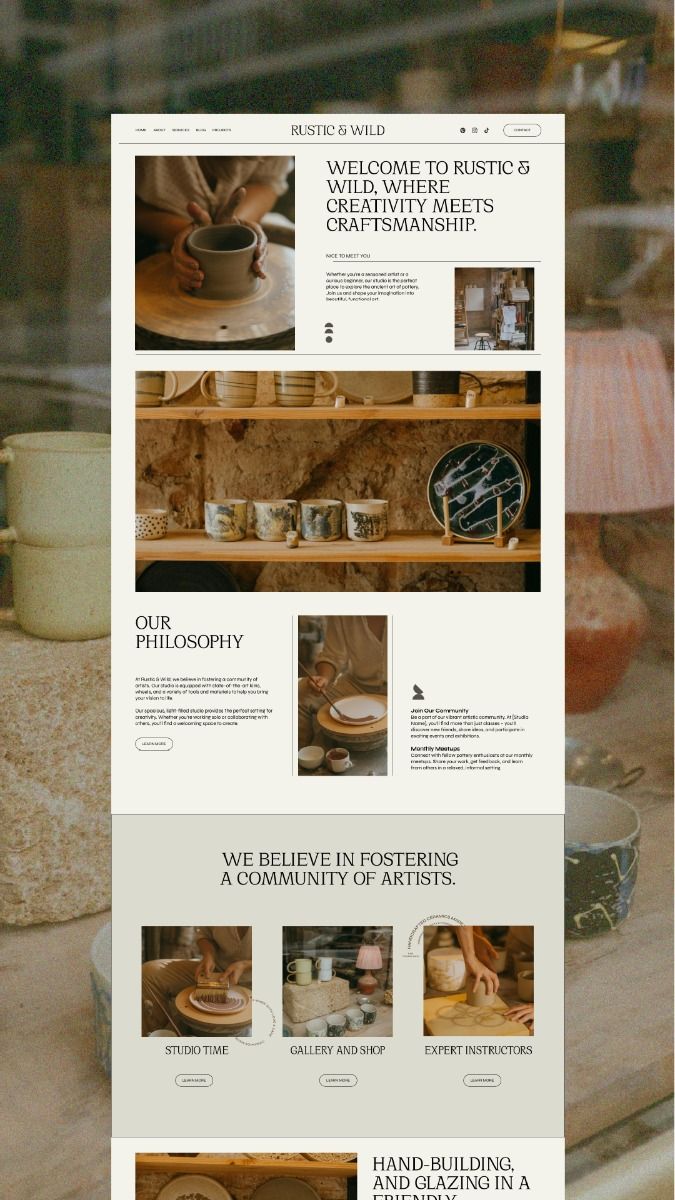 HOME ABOUT SERVICES BLOG PROJECTS
RUSTIC & WILD
CONTACT
WELCOME TO RUSTIC &
WILD, WHERE
CREATIVITY MEETS
CRAFTSMANSHIP.
NICE TO MEET YOU
Whether you're a seasoned artist or a
curious beginner, our studio is the perfect
place to explore the ancient art of pottery.
Join us and shape your imagination into
beautiful, functional art.
OUR
PHILOSOPHY
At Rustic & Wild, we believe in fostering a community of
artists. Our studio is equipped with state-of-the-art kilns,
wheels, and a variety of tools and materials to help you bring
your vision to life.
Our spacious, light-filled studio provides the perfect setting for
creativity. Whether you're working solo or collaborating with
others, you'll find a welcoming space to create.
LEARN MORE
Join Our Community
Be a part of our vibrant artistic community. At [Studio
Name], you'll find more than just classes – you'll
discover new friends, share ideas, and participate in
exciting events and exhibitions.
Monthly Meetups
Connect with fellow pottery enthusiasts at our monthly
meetups. Share your work, get feedback, and learn
from others in a relaxed, informal setting.
WE BELIEVE IN FOSTERING
A COMMUNITY OF ARTISTS.
HANDCRAFTED CERAMICS
STUDIO TIME
GALLERY AND SHOP
EXPERT INSTRUCTORS
LEARN MORE
LEARN MORE
LEARN MORE
HAND-BUILDING,
AND GLAZING IN A
FRIENDLY